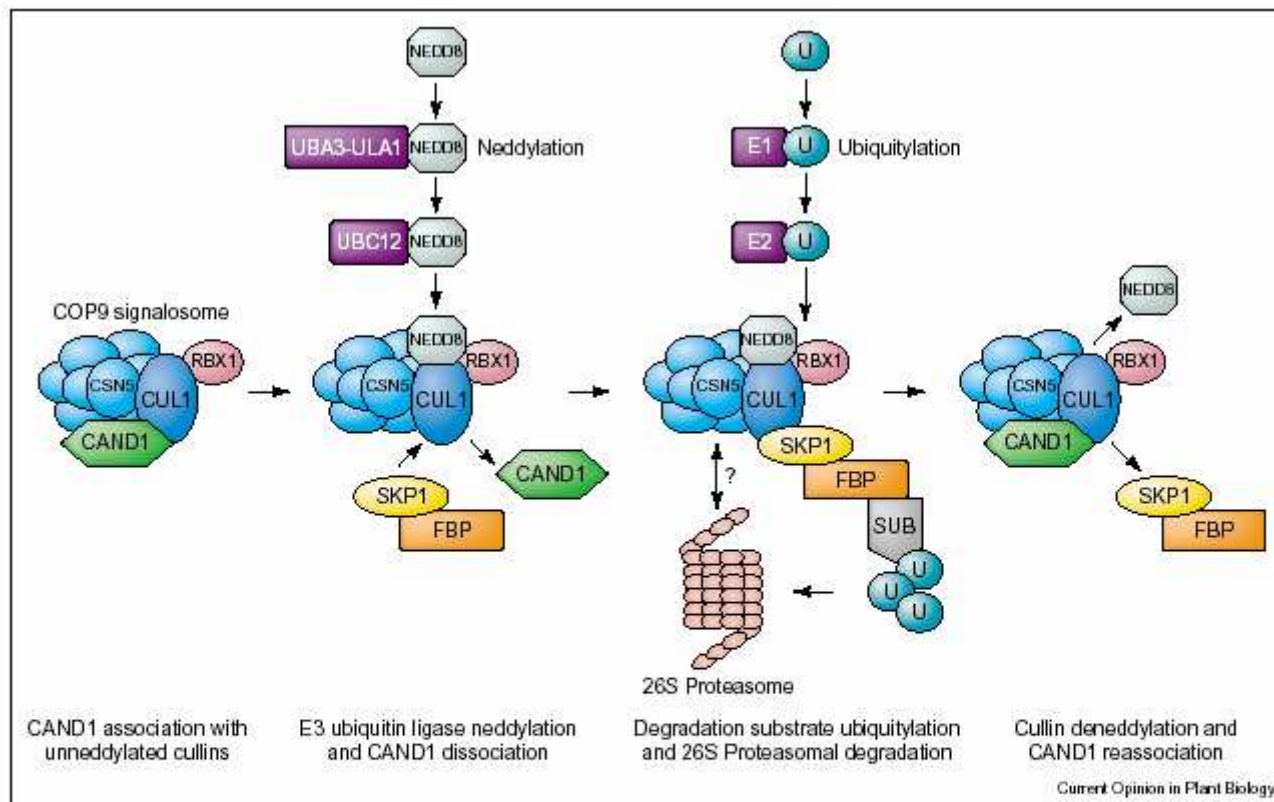 NEDD8
UBA3-ULA1
NEDD8
Neddylation
UBC12
NEDD8
U
E1
U
Ubiquitylation
E2
U
COP9 signalosome
CSN5
CUL1
RBX1
CAND1
NEDD8
CSN5
CUL1
RBX1
SKP1
FBP
CAND1
NEDD8
CSN5
CUL1
RBX1
SKP1
FBP
SUB
U
U
U
?
26S Proteasome
NEDD8
CSN5
CUL1
RBX1
CAND1
SKP1
FBP
CAND1 association with
unneddylated cullins
E3 ubiquitin ligase neddylation
and CAND1 dissociation
Degradation substrate ubiquitylation
and 26S Proteasomal degradation
Cullin deneddylation and
CAND1 reassociation
Current Opinion in Plant Biology